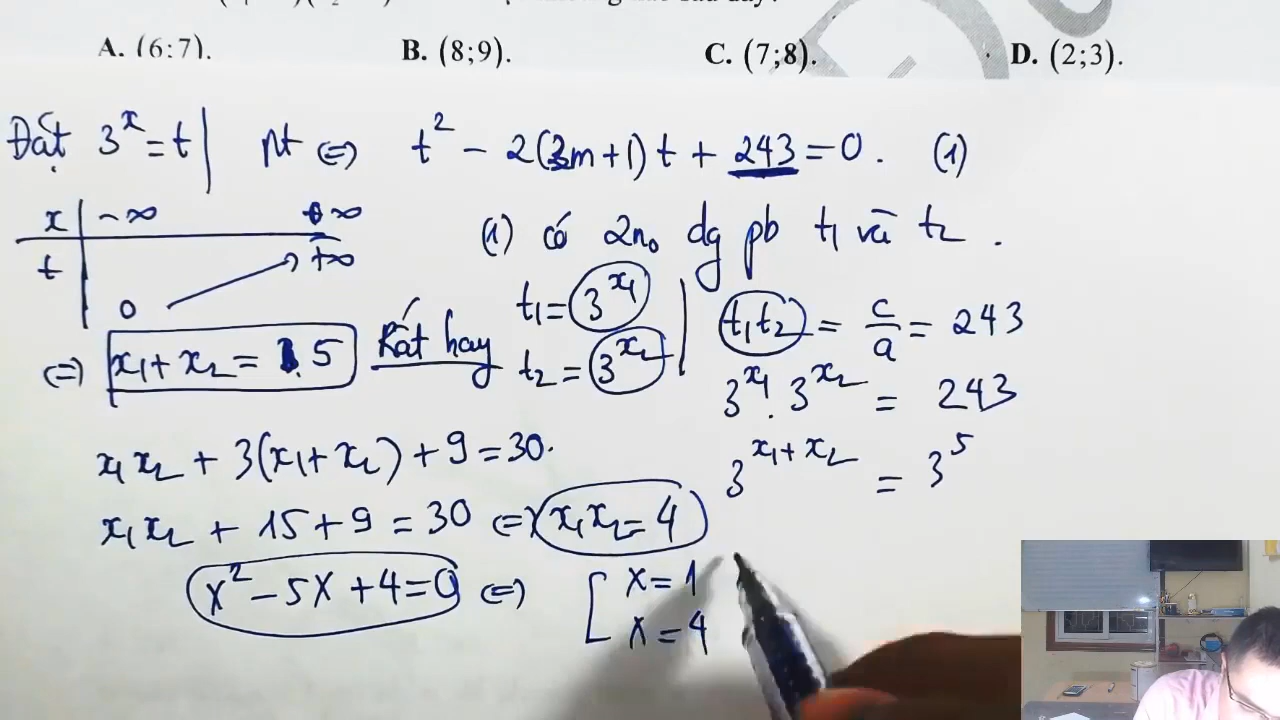 A. (6;7). B. (8;9). C. (7;8). D. (2;3).
Đặt 3^x = t | pt ⇔ t^2 - 2(3m+1)t + 243 = 0. (1)
x | -∞ +∞
t | 0 +∞
(1) có 2n₀ dg pb t₁ và t₂.
t₁ = 3^x₁
t₂ = 3^x₂
t₁t₂ = c/a = 243
⇔ x₁ + x₂ = 5 Rất hay
3^x₁ . 3^x₂ = 243
3^(x₁+x₂) = 3^5
x₁x₂ + 3(x₁+x₂) + 9 = 30.
x₁x₂ + 15 + 9 = 30 ⇔ x₁x₂ = 4
X^2 - 5X + 4 = 0 ⇔ [ X = 1
X = 4